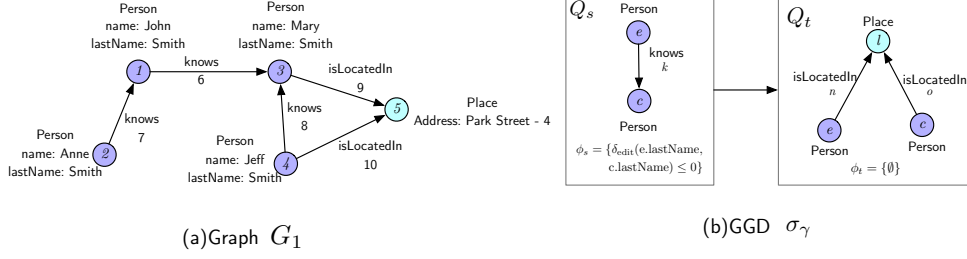 Person
name: John
lastName: Smith
Person
name: Mary
lastName: Smith
1
knows
6
3
isLocatedIn
9
5
Place
Address: Park Street - 4
knows
7
knows
8
Person
name: Anne
lastName: Smith
2
Person
name: Jeff
lastName: Smith
4
isLocatedIn
10
(a)Graph G₁
Qₛ
Person
e
knows
k
c
Person
ϕₛ = {δ_edit(e.lastName,
c.lastName) ≤ 0}
Qₜ
Place
l
isLocatedIn
n
isLocatedIn
o
e
Person
c
Person
ϕₜ = {∅}
(b)GGD σ_γ